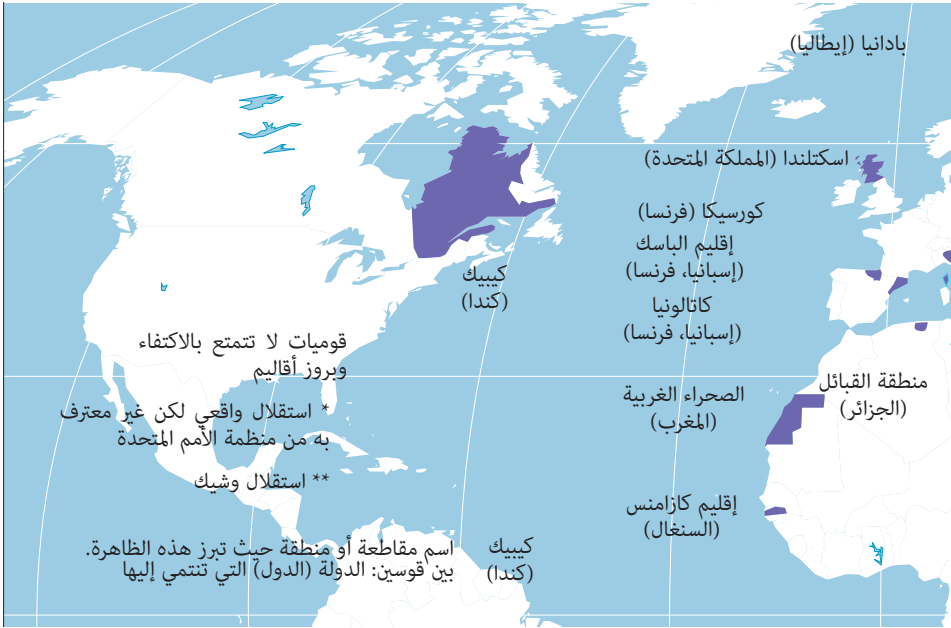 بادانيا (إيطاليا)
اسكتلندا (المملكة المتحدة)
كورسيكا (فرنسا)
إقليم الباسك
(إسبانيا، فرنسا)
كاتالونيا
(إسبانيا، فرنسا)
كيبيك
(كندا)
منطقة القبائل
(الجزائر)
الصحراء الغربية
(المغرب)
إقليم كازامنس
(السنغال)
قوميات لا تتمتع بالاكتفاء
وبروز أقاليم
* استقلال واقعي لكن غير معترف
به من منظمة الأمم المتحدة
** استقلال وشيك
كيبيك
(كندا)
اسم مقاطعة أو منطقة حيث تبرز هذه الظاهرة.
بين قوسين: الدولة (الدول) التي تنتمي إليها